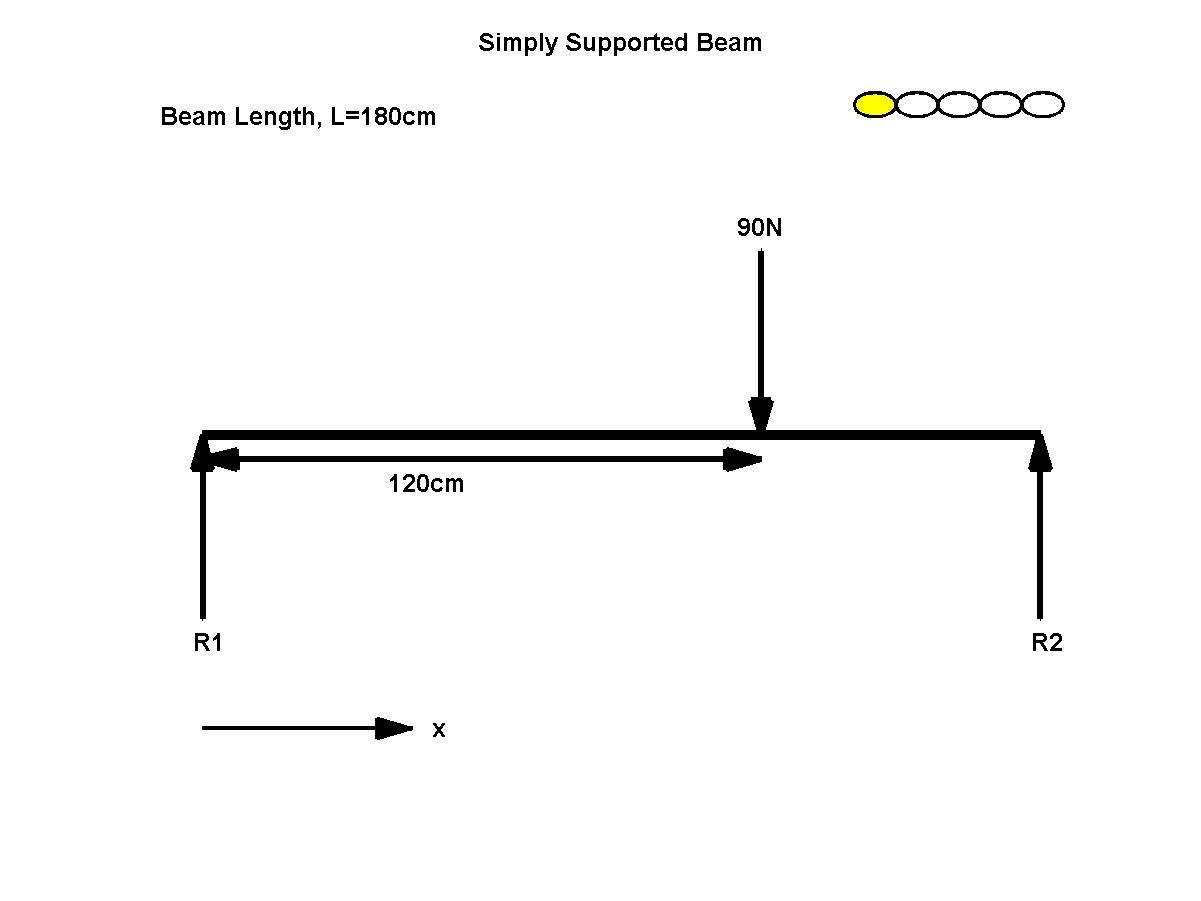 Simply Supported Beam
Beam Length, L=180cm
90N
120cm
R1
R2
x